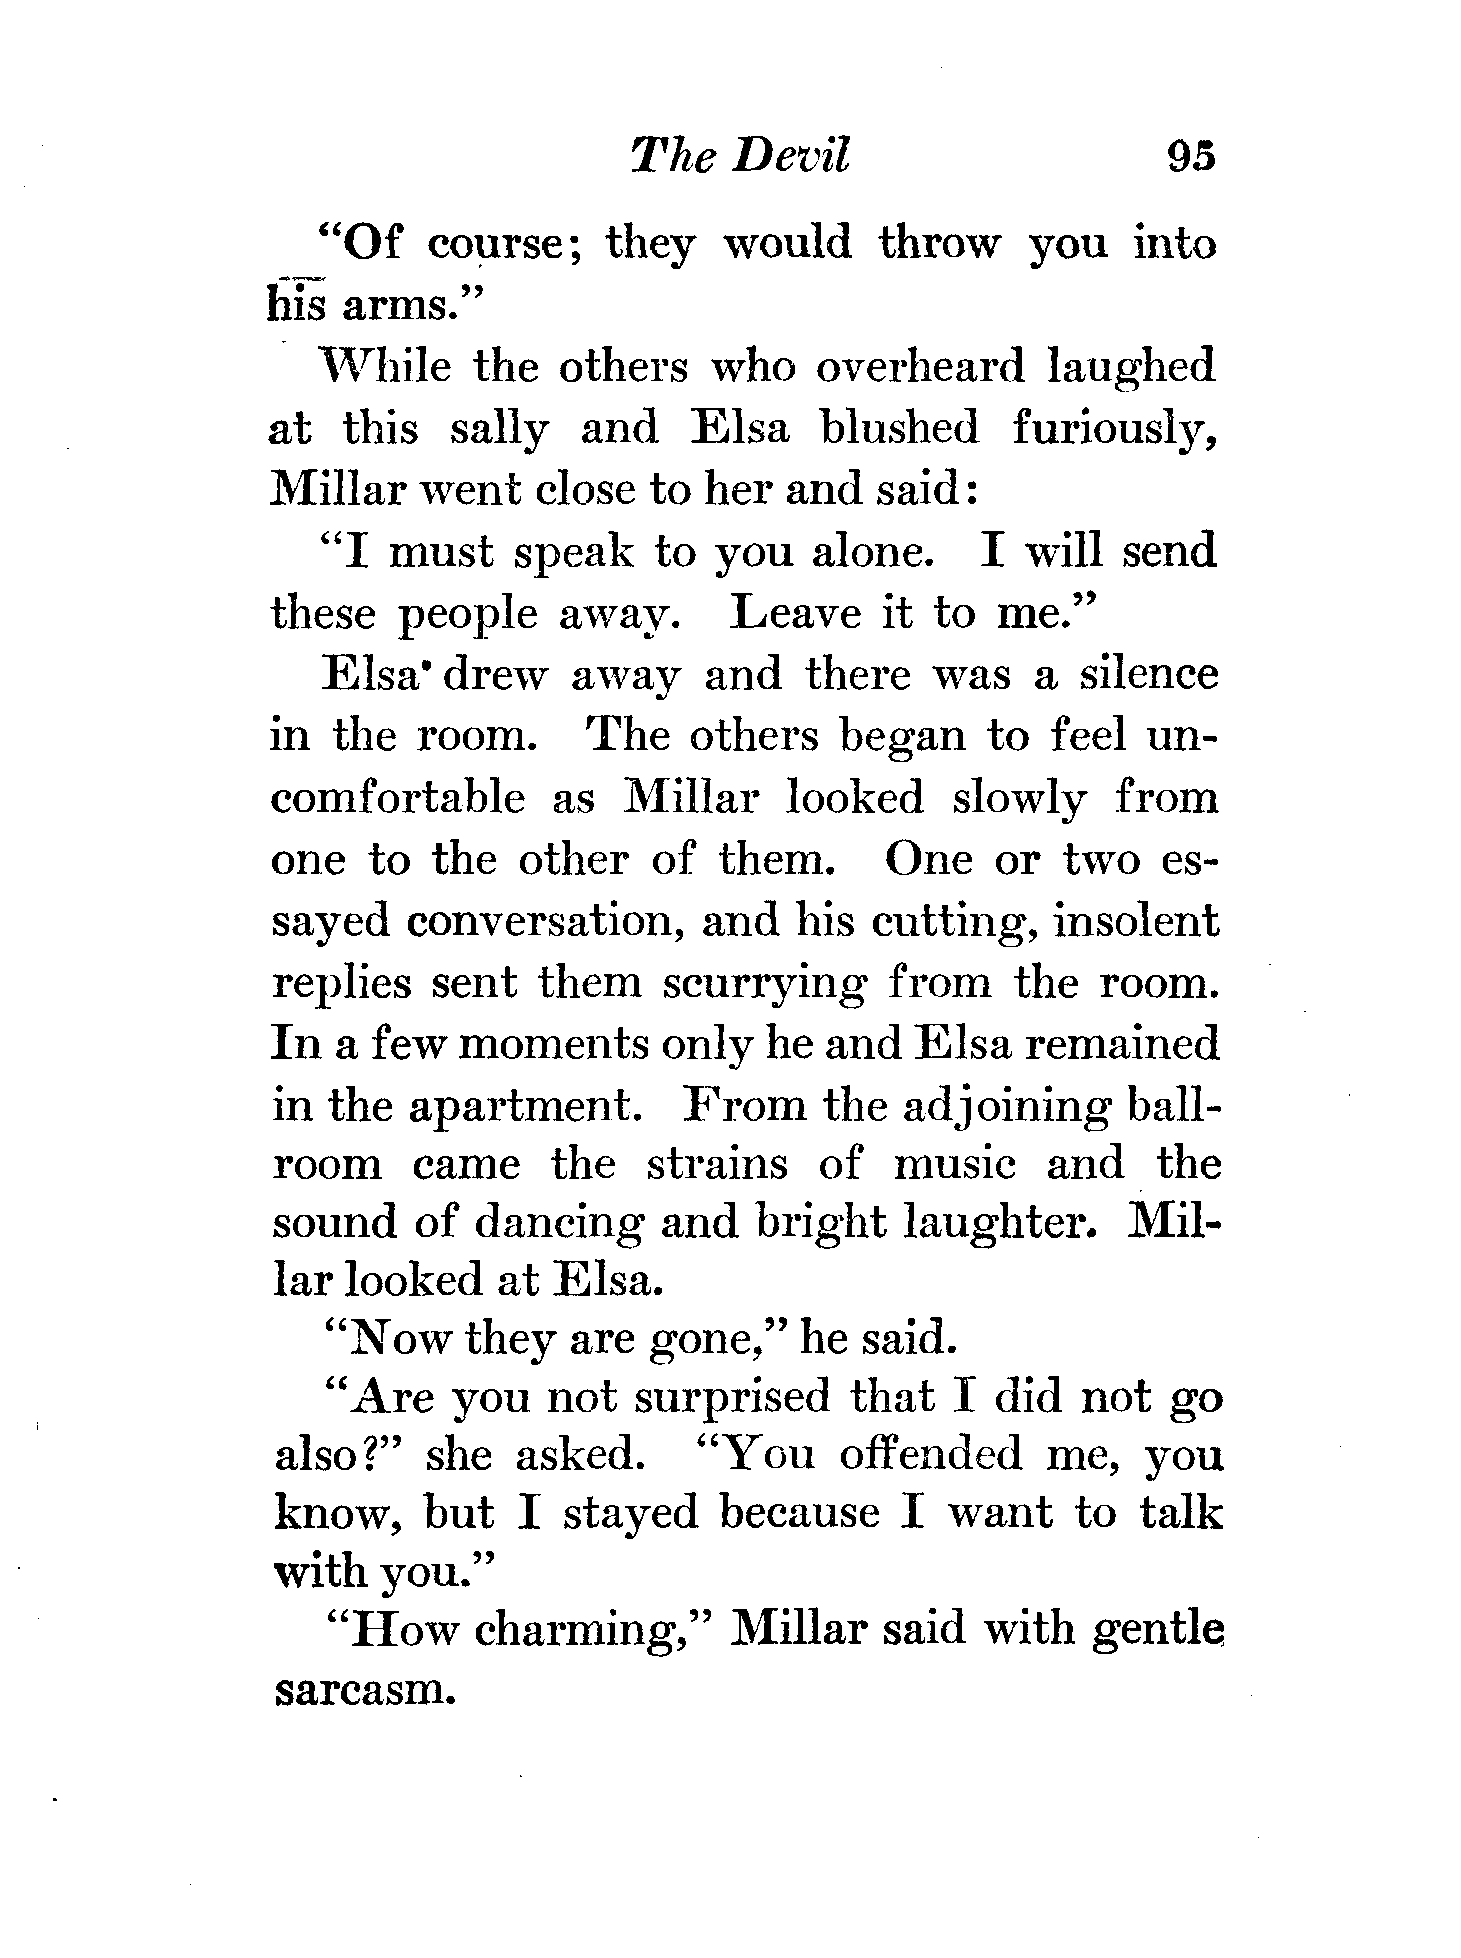 The Devil 95
“Of course; they would throw you into
his arms.”
While the others who overheard laughed
at this sally and Elsa blushed furiously,
Millar went close to her and said:
“I must speak to you alone. I will send
these people away. Leave it to me.”
Elsa drew away and there was a silence
in the room. The others began to feel un-
comfortable as Millar looked slowly from
one to the other of them. One or two es-
sayed conversation, and his cutting, insolent
replies sent them scurrying from the room.
In a few moments only he and Elsa remained
in the apartment. From the adjoining ball-
room came the strains of music and the
sound of dancing and bright laughter. Mil-
lar looked at Elsa.
“Now they are gone,” he said.
“Are you not surprised that I did not go
also?” she asked. “You offended me, you
know, but I stayed because I want to talk
with you.”
“How charming,” Millar said with gentle
sarcasm.